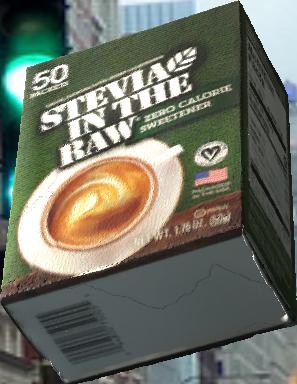 50
PACKETS
STEVIA
IN THE
RAW
ZERO CALORIE
SWEETENER
NET WT. 1.76 OZ. (50g)